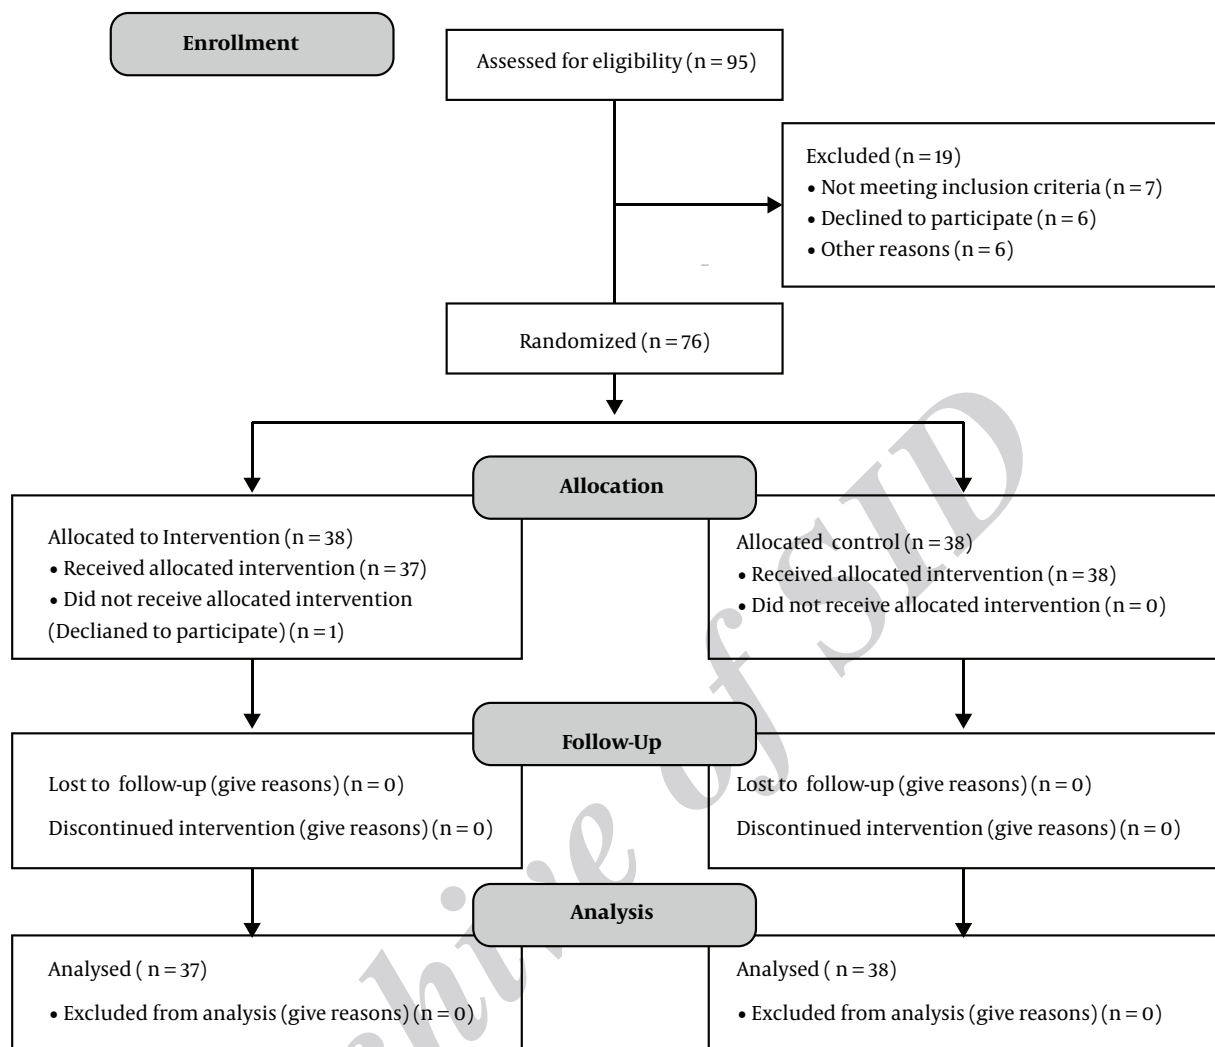 Enrollment
Assessed for eligibility (n = 95)
Excluded (n = 19)
• Not meeting inclusion criteria (n = 7)
• Declined to participate (n = 6)
• Other reasons (n = 6)
Randomized (n = 76)
Allocation
Allocated to Intervention (n = 38)
• Received allocated intervention (n = 37)
• Did not receive allocated intervention
(Declianed to participate) (n = 1)
Allocated control (n = 38)
• Received allocated intervention (n = 38)
• Did not receive allocated intervention (n = 0)
Follow-Up
Lost to follow-up (give reasons) (n = 0)
Discontinued intervention (give reasons) (n = 0)
Lost to follow-up (give reasons) (n = 0)
Discontinued intervention (give reasons) (n = 0)
Analysis
Analysed ( n = 37)
• Excluded from analysis (give reasons) (n = 0)
Analysed ( n = 38)
• Excluded from analysis (give reasons) (n = 0)
chive of SID